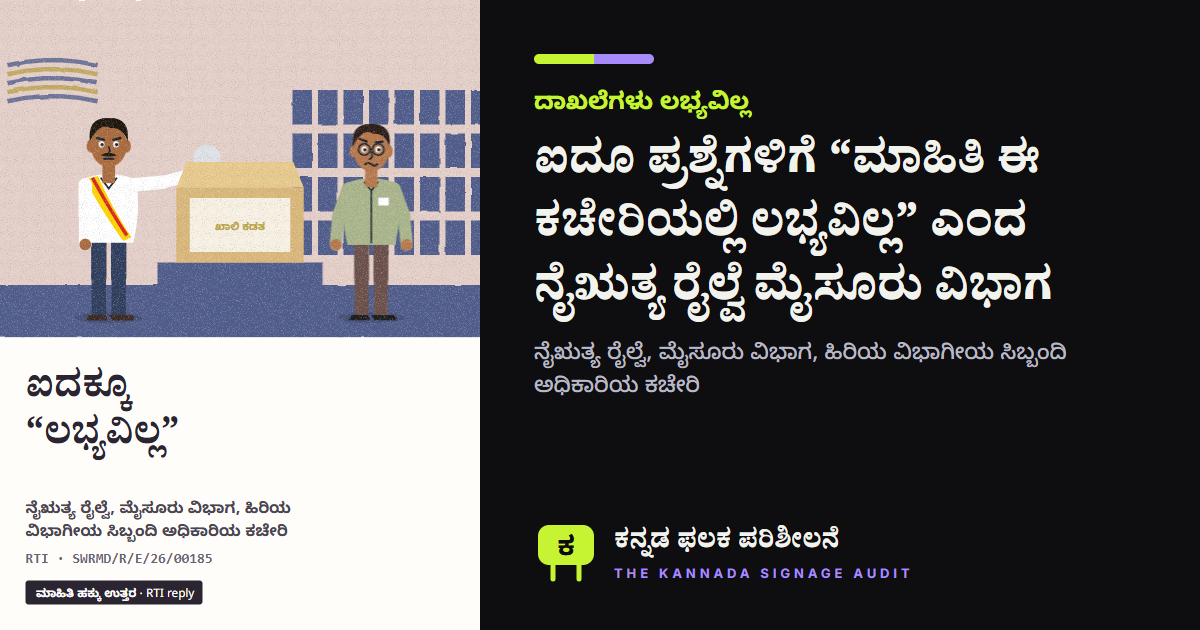 ಖಾಲಿ ಕಡತ
ಐದಕ್ಕೂ
“ಲಭ್ಯವಿಲ್ಲ”
ನೈಋತ್ಯ ರೈಲ್ವೆ, ಮೈಸೂರು ವಿಭಾಗ, ಹಿರಿಯ
ವಿಭಾಗೀಯ ಸಿಬ್ಬಂದಿ ಅಧಿಕಾರಿಯ ಕಚೇರಿ
RTI · SWRMD/R/E/26/00185
ಮಾಹಿತಿ ಹಕ್ಕು ಉತ್ತರ · RTI reply
ದಾಖಲೆಗಳು ಲಭ್ಯವಿಲ್ಲ
ಐದೂ ಪ್ರಶ್ನೆಗಳಿಗೆ “ಮಾಹಿತಿ ಈ
ಕಚೇರಿಯಲ್ಲಿ ಲಭ್ಯವಿಲ್ಲ” ಎಂದ
ನೈಋತ್ಯ ರೈಲ್ವೆ ಮೈಸೂರು ವಿಭಾಗ
ನೈಋತ್ಯ ರೈಲ್ವೆ, ಮೈಸೂರು ವಿಭಾಗ, ಹಿರಿಯ ವಿಭಾಗೀಯ ಸಿಬ್ಬಂದಿ
ಅಧಿಕಾರಿಯ ಕಚೇರಿ
ಕ
ಕನ್ನಡ ಫಲಕ ಪರಿಶೀಲನೆ
THE KANNADA SIGNAGE AUDIT